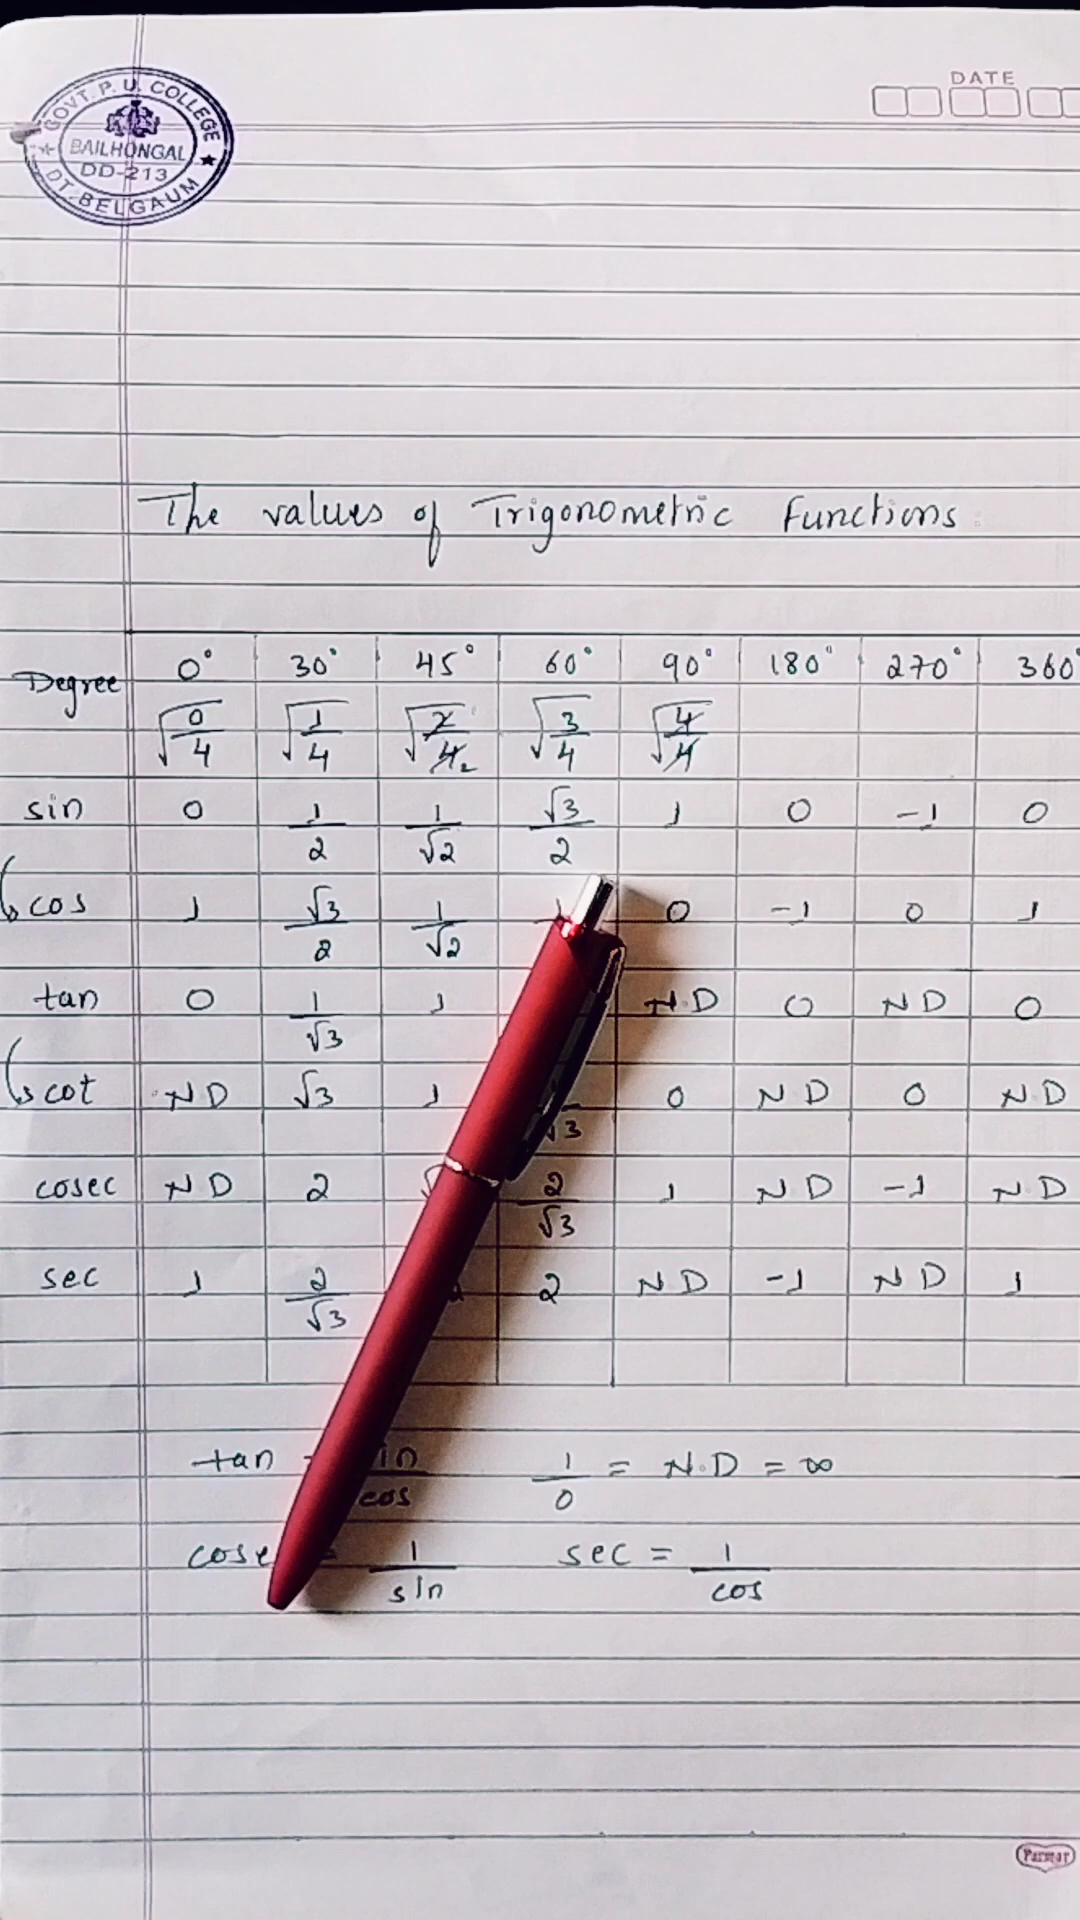 GOVT. P. U. COLLEGE
BAILHONGAL
DD-213
DT. BELGAUM
DATE
The values of Trigonometric Functions
Degree 0° 30° 45° 60° 90° 180° 270° 360°
√0/4 √1/4 √2/4 2 √3/4 √4/4
sin 0 1/2 1/√2 √3/2 1 0 -1 0
cos 1 √3/2 1/√2 0 -1 0 1
tan 0 1/√3 1 N.D 0 ND 0
cot ND √3 1 √3 0 ND 0 N.D
cosec ND 2 2/√3 1 ND -1 N.D
sec 1 2/√3 2 ND -1 ND 1
tan in/cos 1/0 = N.D = ∞
cose = 1/sin sec = 1/cos
Parmar